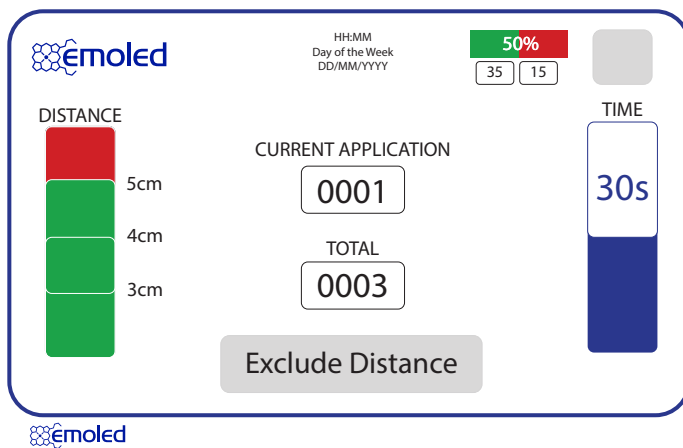 emoled
HH:MM
Day of the Week
DD/MM/YYYY
50%
35 15
DISTANCE
TIME
5cm
4cm
3cm
CURRENT APPLICATION
0001
TOTAL
0003
30s
Exclude Distance
emoled